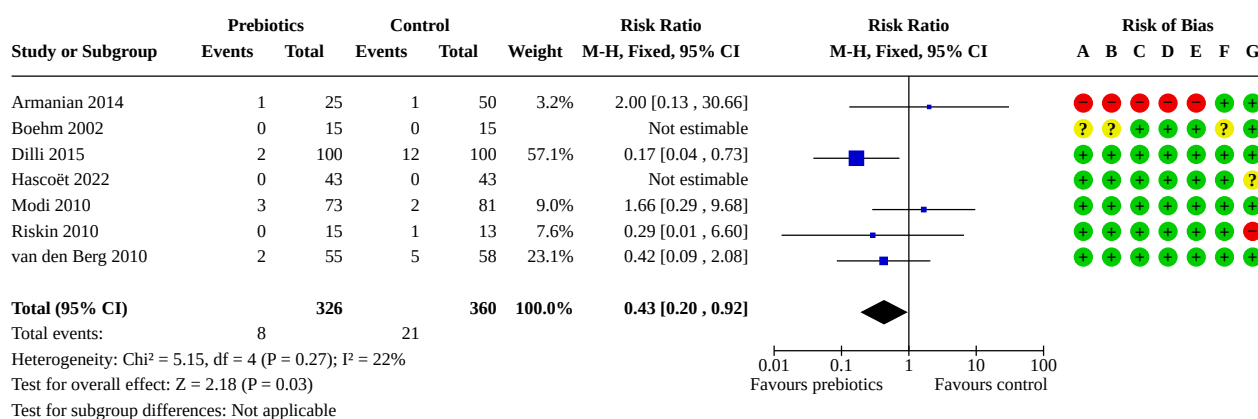 Prebiotics Control Risk Ratio Risk Ratio Risk of Bias
Study or Subgroup Events Total Events Total Weight M-H, Fixed, 95% CI M-H, Fixed, 95% CI A B C D E F G
Armanian 2014 1 25 1 50 3.2% 2.00 [0.13 , 30.66] − − − − − + +
Boehm 2002 0 15 0 15 Not estimable ? ? + + + ? +
Dilli 2015 2 100 12 100 57.1% 0.17 [0.04 , 0.73] + + + + + + +
Hascoët 2022 0 43 0 43 Not estimable + + + + + + ?
Modi 2010 3 73 2 81 9.0% 1.66 [0.29 , 9.68] + + + + + + +
Riskin 2010 0 15 1 13 7.6% 0.29 [0.01 , 6.60] + + + + + + −
van den Berg 2010 2 55 5 58 23.1% 0.42 [0.09 , 2.08] + + + + + + +
Total (95% CI) 326 360 100.0% 0.43 [0.20 , 0.92]
Total events: 8 21
Heterogeneity: Chi² = 5.15, df = 4 (P = 0.27); I² = 22%
0.01 0.1 1 10 100
Test for overall effect: Z = 2.18 (P = 0.03)
Favours prebiotics Favours control
Test for subgroup differences: Not applicable